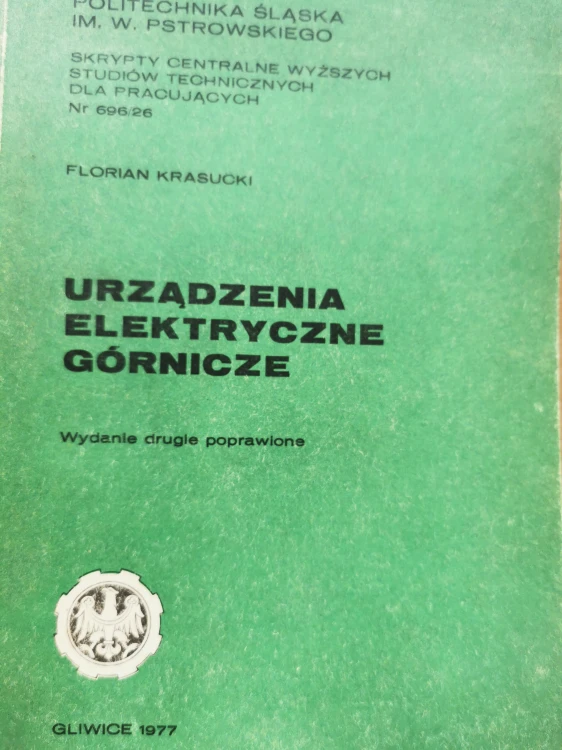 POLITECHNIKA ŚLĄSKA
IM. W. PSTROWSKIEGO
SKRYPTY CENTRALNE WYŻSZYCH
STUDIÓW TECHNICZNYCH
DLA PRACUJĄCYCH
Nr 696/26
FLORIAN KRASUCKI
URZĄDZENIA
ELEKTRYCZNE
GÓRNICZE
Wydanie drugie poprawione
GLIWICE 1977